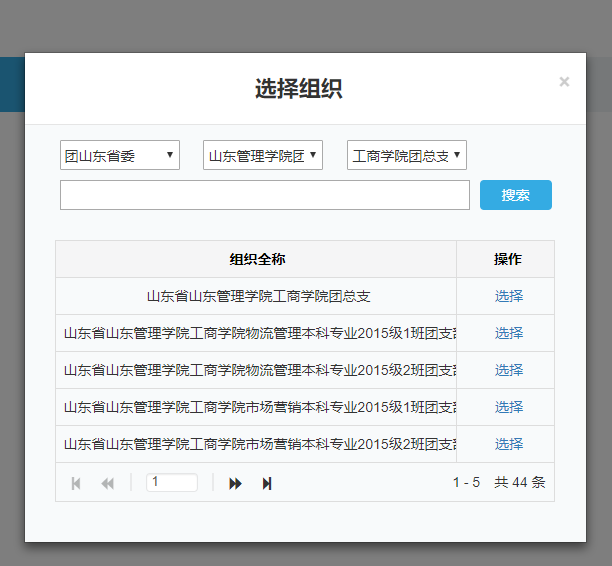 选择组织
×
团山东省委 山东管理学院团 工商学院团总支
搜索
组织全称 操作
山东省山东管理学院工商学院团总支 选择
山东省山东管理学院工商学院物流管理本科专业2015级1班团支 选择
山东省山东管理学院工商学院物流管理本科专业2015级2班团支 选择
山东省山东管理学院工商学院市场营销本科专业2015级1班团支 选择
山东省山东管理学院工商学院市场营销本科专业2015级2班团支 选择
1 1 - 5 共 44 条